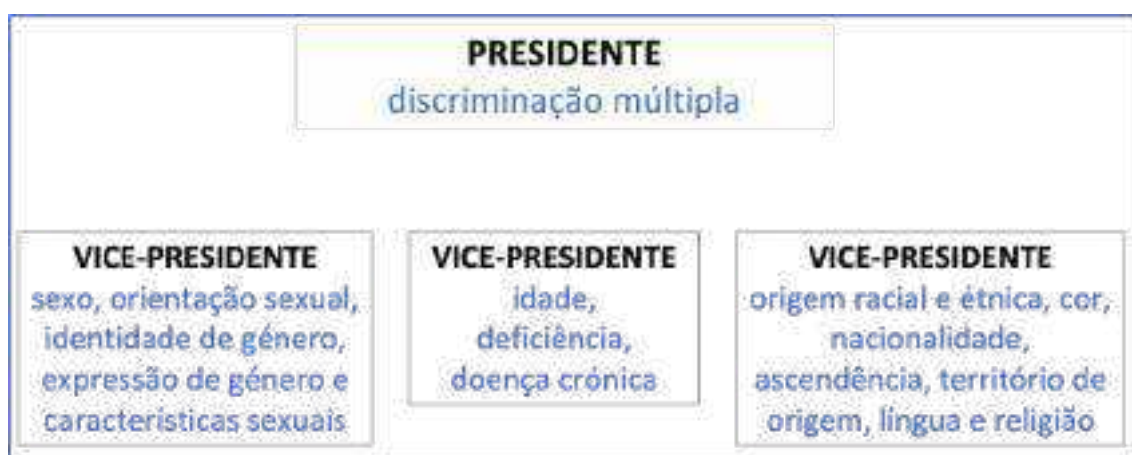 PRESIDENTE
discriminação múltipla
VICE-PRESIDENTE
sexo, orientação sexual,
identidade de género,
expressão de género e
características sexuais
VICE-PRESIDENTE
idade,
deficiência,
doença crónica
VICE-PRESIDENTE
origem racial e étnica, cor,
nacionalidade,
ascendência, território de
origem, língua e religião